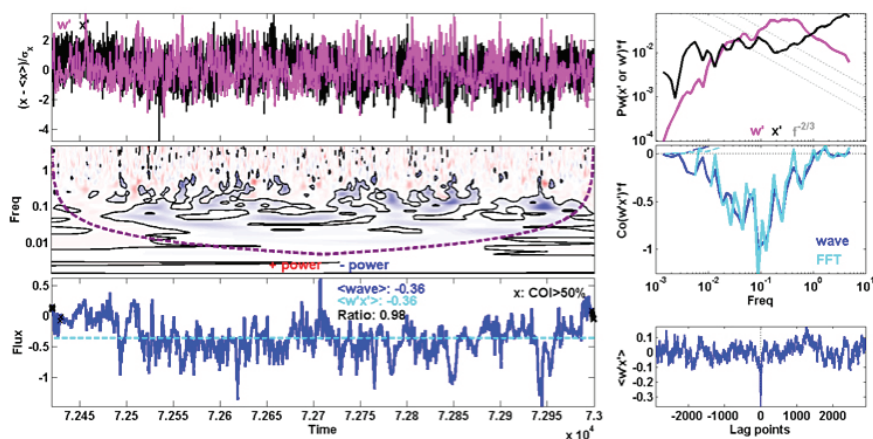 w' x'
(x - <x>)/σx
2
0
-2
-4
Freq
1
0.1
0.01
+ power - power
<wave>: -0.36
<w'x'>: -0.36
Ratio: 0.98
x: COI>50%
Flux
0.5
0
-0.5
-1
7.245 7.25 7.255 7.26 7.265 7.27 7.275 7.28 7.285 7.29 7.295 7.3
Time
x 10^4
Pw(x' or w')*f
10^-2
10^-3
10^-4
w' x' f^-2/3
Co(w'x')*f
0
-0.5
-1
wave
FFT
10^-3 10^-2 10^-1 10^0 10^1
Freq
<w'x'>
0.1
0
-0.1
-0.2
-0.3
-2000 -1000 0 1000 2000
Lag points